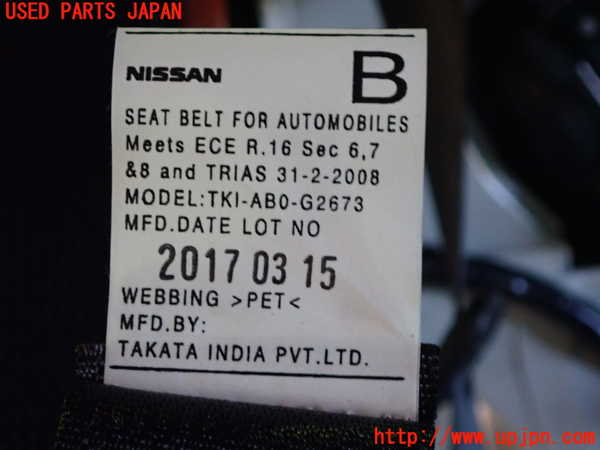 USED PARTS JAPAN
NISSAN B
SEAT BELT FOR AUTOMOBILES
Meets ECE R.16 Sec 6,7
&8 and TRIAS 31-2-2008
MODEL:TKI-AB0-G2673
MFD.DATE LOT NO
2017 03 15
WEBBING >PET<
MFD.BY:
TAKATA INDIA PVT.LTD.
http://www.upjpn.com